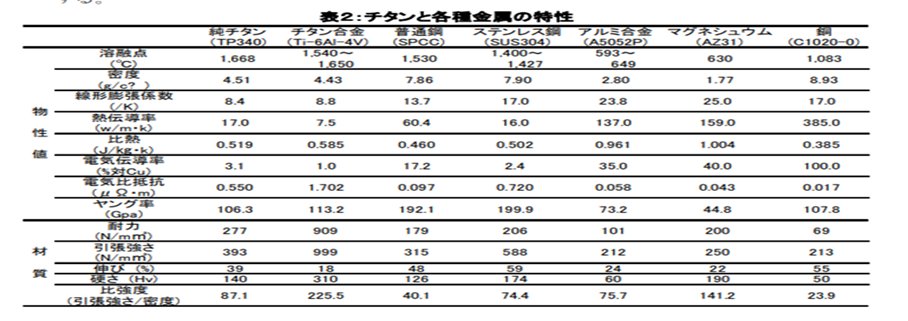 する。
表2:チタンと各種金属の特性
純チタン チタン合金 普通鋼 ステンレス鋼 アルミ合金 マグネシュウム 銅
(TP340) (Ti-6Al-4V) (SPCC) (SUS304) (A5052P) (AZ31) (C1020-0)
溶融点 1,540~ 1,400~ 593~
(℃) 1,668 1,650 1,530 1,427 649 630 1,083
密度
(g/c?) 4.51 4.43 7.86 7.90 2.80 1.77 8.93
線形膨張係数
(/K) 8.4 8.8 13.7 17.0 23.8 25.0 17.0
物 熱伝導率
(w/m・k) 17.0 7.5 60.4 16.0 137.0 159.0 385.0
性 比熱
(J/kg・k) 0.519 0.585 0.460 0.502 0.961 1.004 0.385
値 電気伝導率
(%対Cu) 3.1 1.0 17.2 2.4 35.0 40.0 100.0
電気比抵抗
(μΩ・m) 0.550 1.702 0.097 0.720 0.058 0.043 0.017
ヤング率
(Gpa) 106.3 113.2 192.1 199.9 73.2 44.8 107.8
耐力
(N/m㎡) 277 909 179 206 101 200 69
材 引張強さ
(N/m㎡) 393 999 315 588 212 250 213
質 伸び (%) 39 18 48 59 24 22 55
硬さ (Hv) 140 310 126 174 60 190 50
比強度
(引張強さ/密度) 87.1 225.5 40.1 74.4 75.7 141.2 23.9